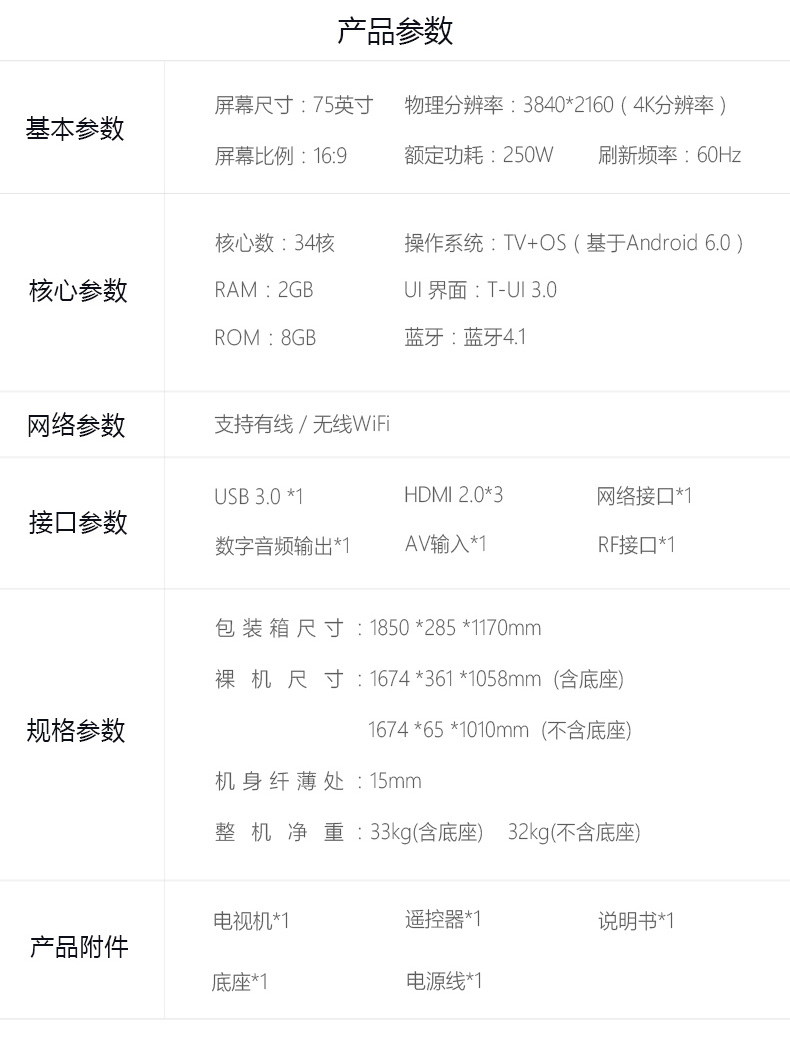 产品参数
基本参数
屏幕尺寸：75英寸 物理分辨率：3840*2160（4K分辨率）
屏幕比例：16:9 额定功耗：250W 刷新频率：60Hz
核心参数
核心数：34核 操作系统：TV+OS（基于Android 6.0）
RAM：2GB UI 界面：T-UI 3.0
ROM：8GB 蓝牙：蓝牙4.1
网络参数
支持有线 / 无线WiFi
接口参数
USB 3.0 *1 HDMI 2.0*3 网络接口*1
数字音频输出*1 AV输入*1 RF接口*1
规格参数
包装箱尺寸：1850 *285 *1170mm
裸机尺寸：1674 *361 *1058mm (含底座)
1674 *65 *1010mm (不含底座)
机身纤薄处：15mm
整机净重：33kg(含底座) 32kg(不含底座)
产品附件
电视机*1 遥控器*1 说明书*1
底座*1 电源线*1